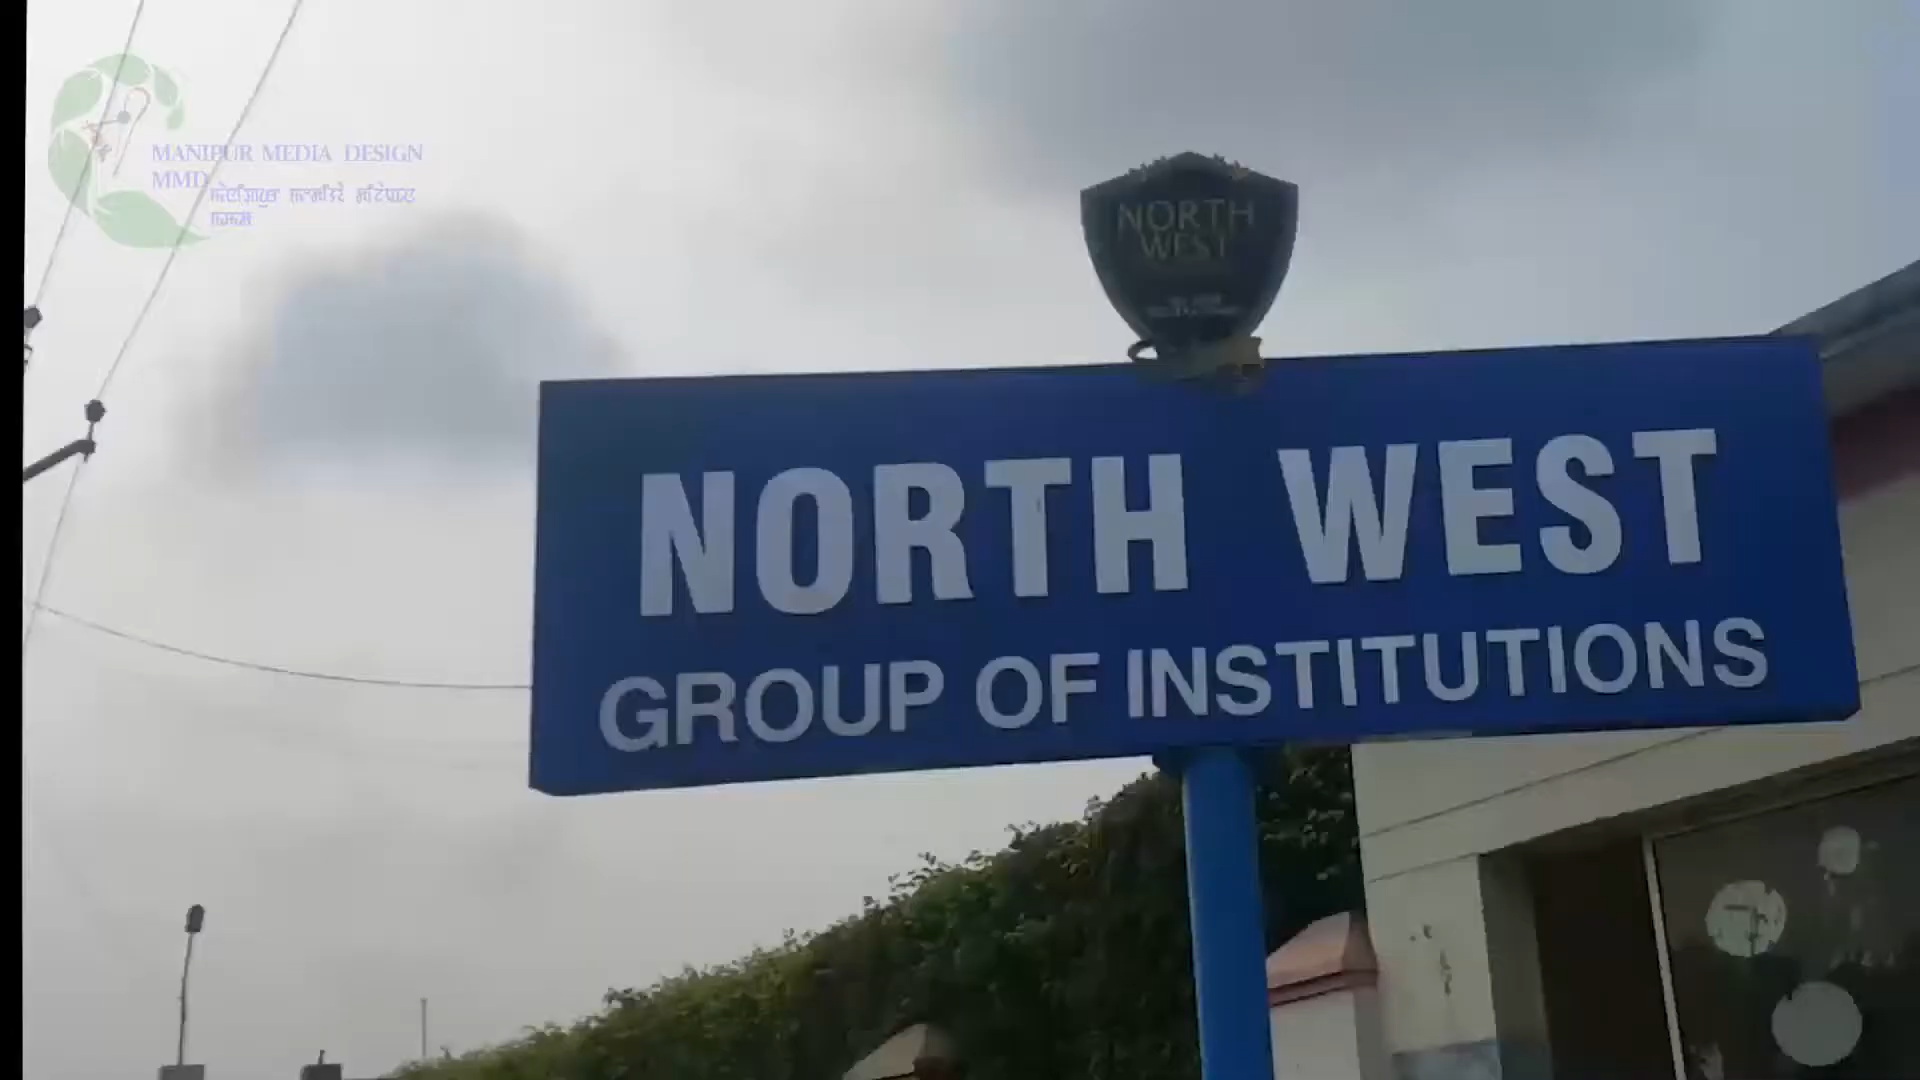 MANIPUR MEDIA DESIGN
MMD
NORTH
WEST
NORTH WEST
GROUP OF INSTITUTIONS